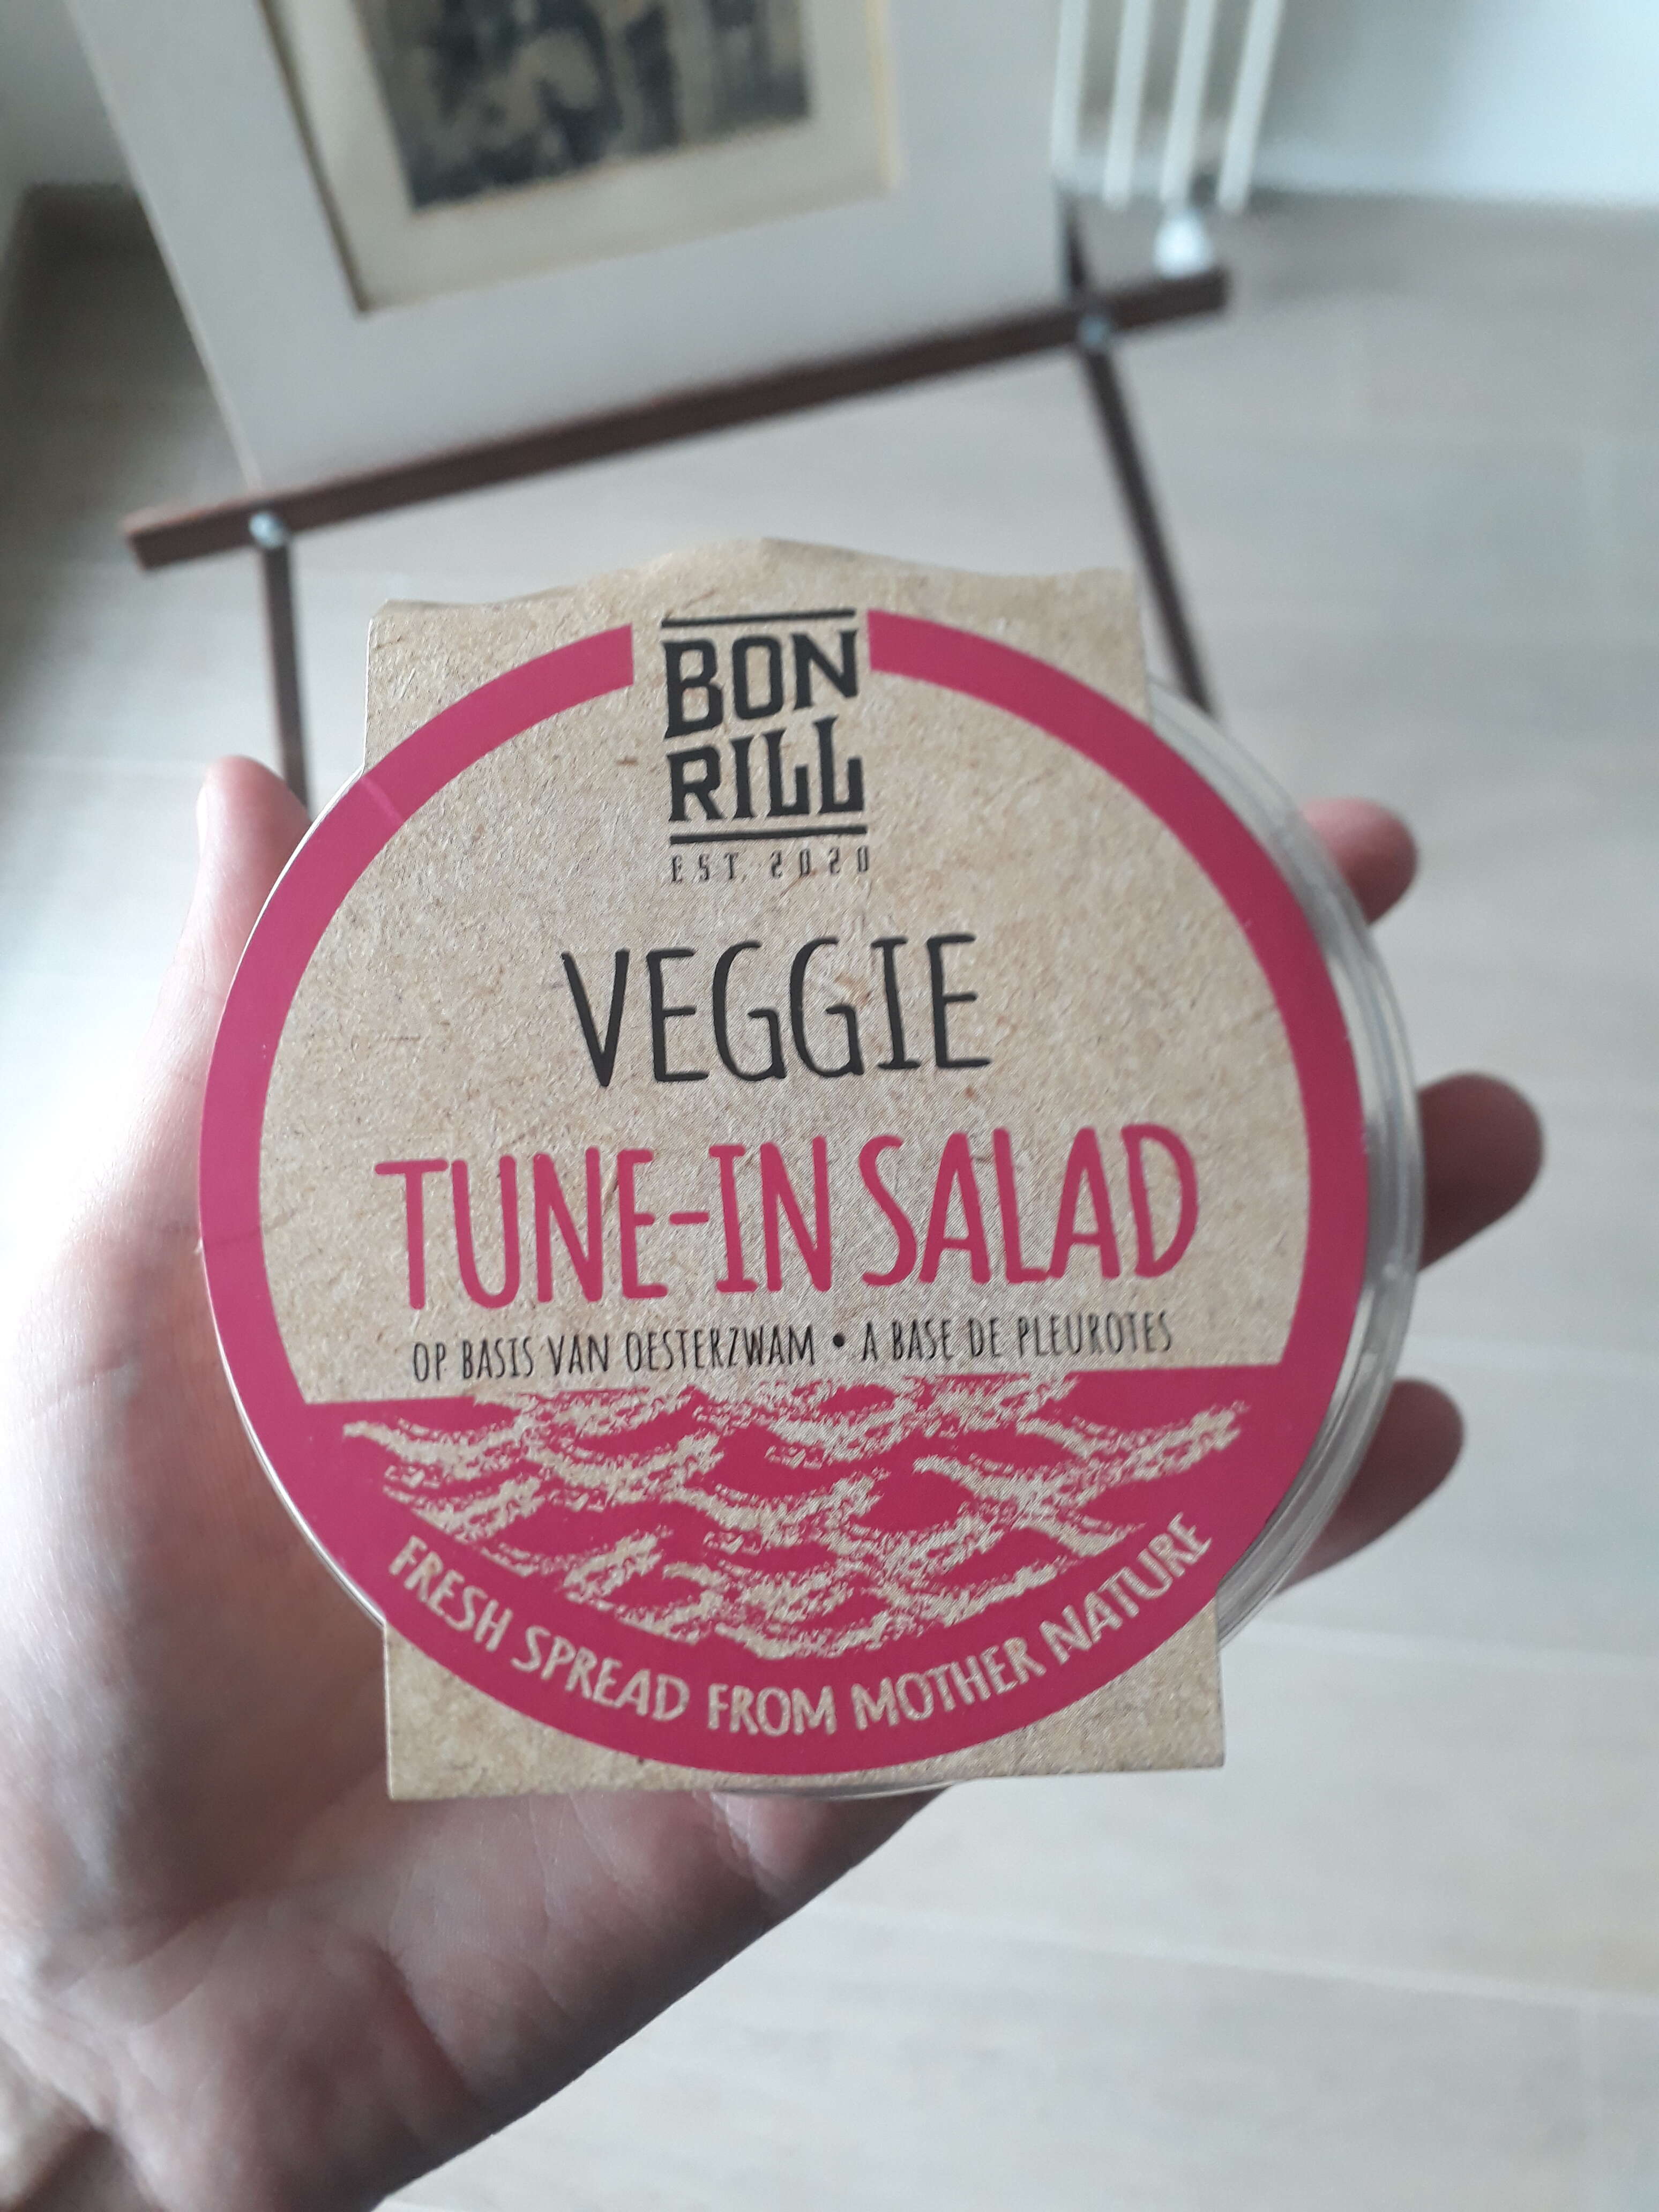 BON
RILL
EST. 2020
VEGGIE
TUNE-IN SALAD
OP BASIS VAN OESTERZWAM • A BASE DE PLEUROTES
FRESH SPREAD FROM MOTHER NATURE